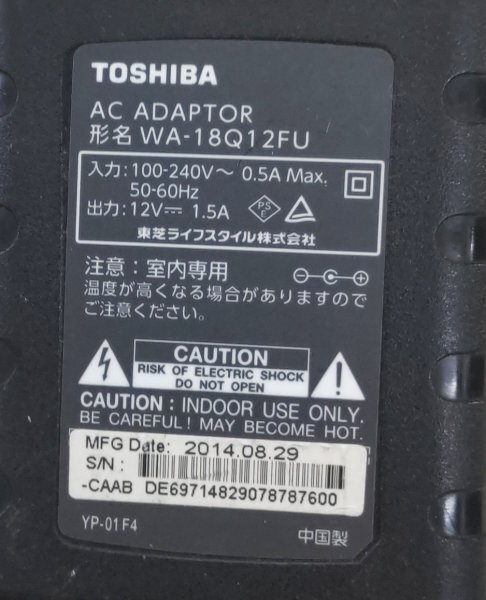 TOSHIBA
AC ADAPTOR
形名 WA-18Q12FU
入力: 100-240V～ 0.5A Max.
50-60Hz
出力: 12V⎓ 1.5A
PS
E
東芝ライフスタイル株式会社
注意：室内専用
温度が高くなる場合がありますので
ご注意ください。
CAUTION
RISK OF ELECTRIC SHOCK
DO NOT OPEN
CAUTION : INDOOR USE ONLY.
BE CAREFUL! MAY BECOME HOT.
MFG Date: 2014.08.29
S/N :
-CAAB DE69714829078787600
YP-01F4
中国製